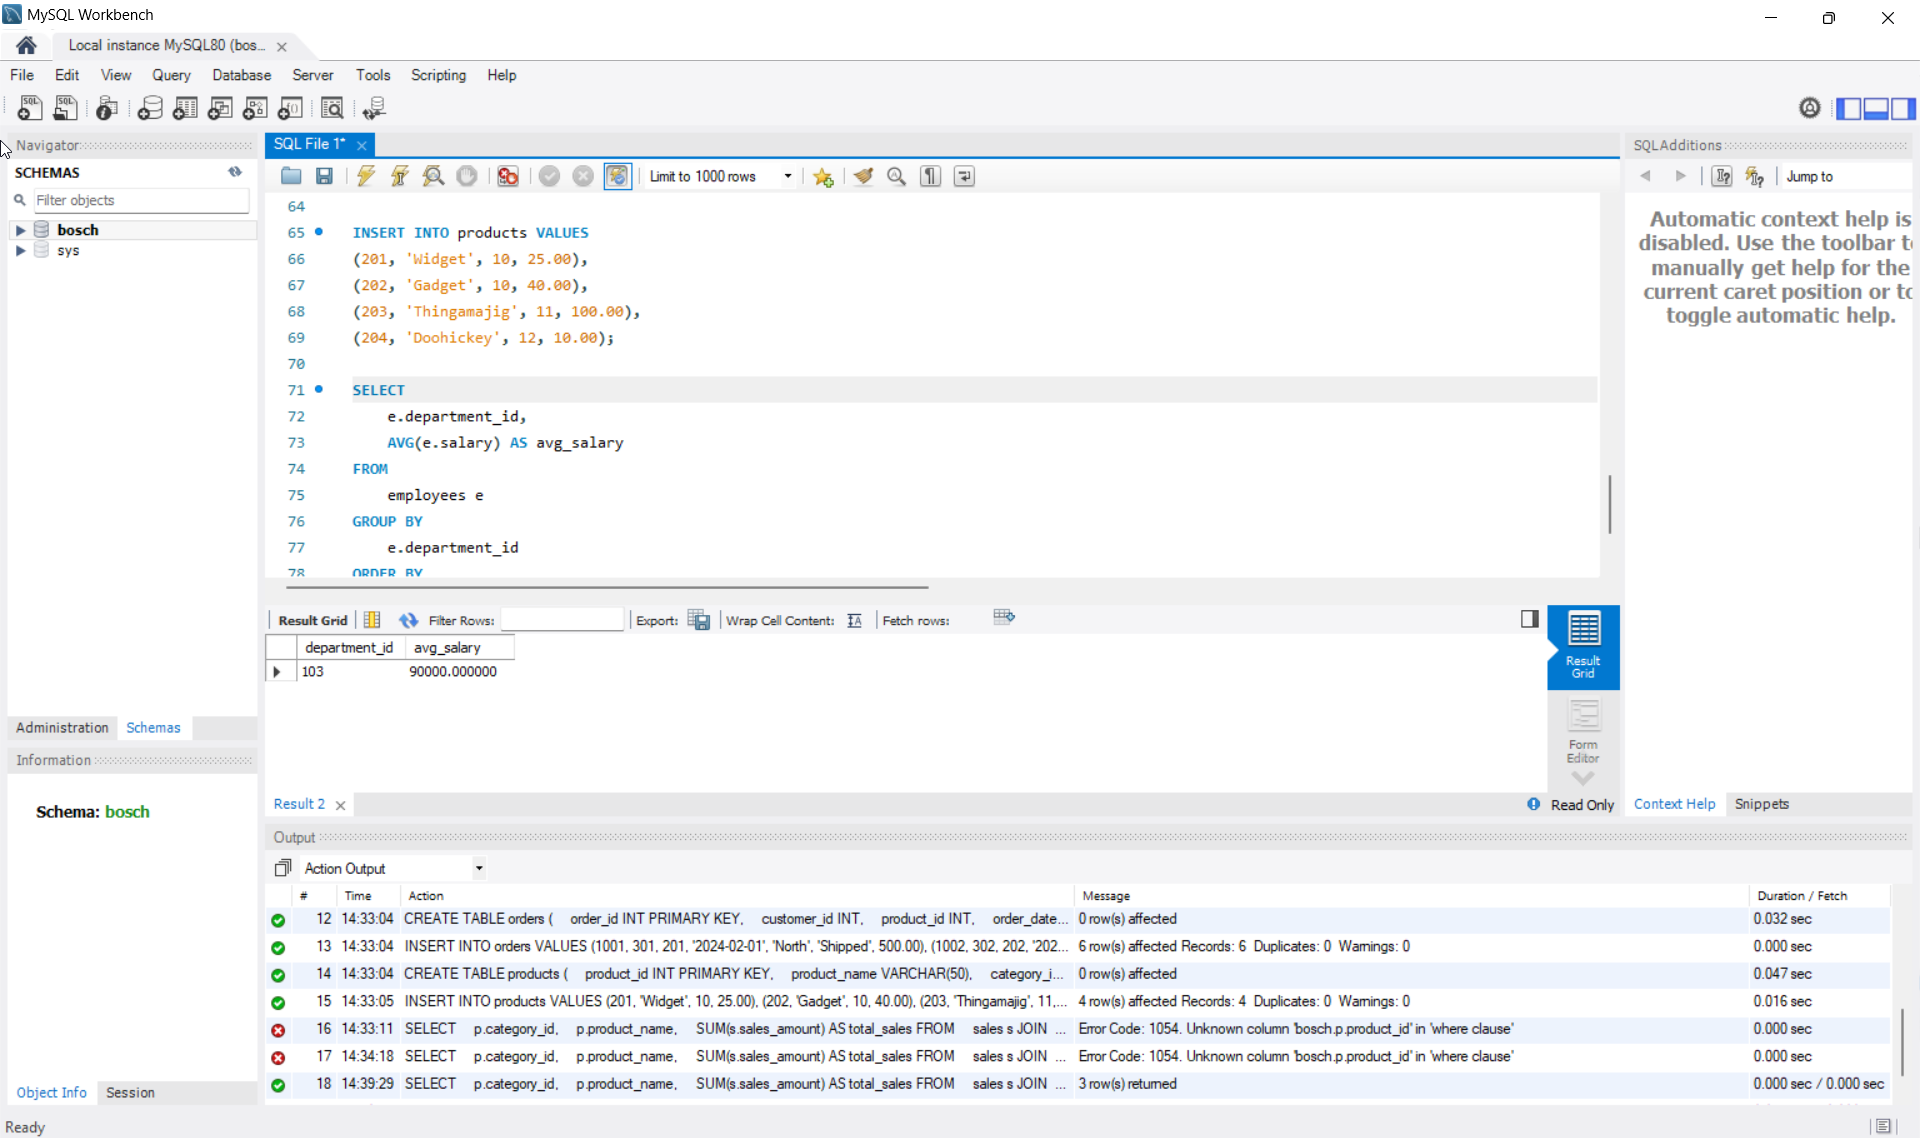 MySQL Workbench
Local instance MySQL80 (bos...
File Edit View Query Database Server Tools Scripting Help
Navigator
SCHEMAS
Filter objects
bosch
sys
Administration Schemas
Information
Schema: bosch
Object Info Session
Ready
SQL File 1*
Limit to 1000 rows
64
65 INSERT INTO products VALUES
66 (201, 'Widget', 10, 25.00),
67 (202, 'Gadget', 10, 40.00),
68 (203, 'Thingamajig', 11, 100.00),
69 (204, 'Doohickey', 12, 10.00);
70
71 SELECT
72 e.department_id,
73 AVG(e.salary) AS avg_salary
74 FROM
75 employees e
76 GROUP BY
77 e.department_id
78 ORDER BY
Result Grid Filter Rows: Export: Wrap Cell Content: Fetch rows:
department_id avg_salary
103 90000.000000
Result
Grid
Form
Editor
Result 2
Read Only
SQLAdditions
Jump to
Automatic context help is
disabled. Use the toolbar t
manually get help for the
current caret position or to
toggle automatic help.
Context Help Snippets
Output
Action Output
# Time Action Message Duration / Fetch
12 14:33:04 CREATE TABLE orders ( order_id INT PRIMARY KEY, customer_id INT, product_id INT, order_date... 0 row(s) affected 0.032 sec
13 14:33:04 INSERT INTO orders VALUES (1001, 301, 201, '2024-02-01', 'North', 'Shipped', 500.00), (1002, 302, 202, '202... 6 row(s) affected Records: 6 Duplicates: 0 Warnings: 0 0.000 sec
14 14:33:04 CREATE TABLE products ( product_id INT PRIMARY KEY, product_name VARCHAR(50), category_i... 0 row(s) affected 0.047 sec
15 14:33:05 INSERT INTO products VALUES (201, 'Widget', 10, 25.00), (202, 'Gadget', 10, 40.00), (203, 'Thingamajig', 11,... 4 row(s) affected Records: 4 Duplicates: 0 Warnings: 0 0.016 sec
16 14:33:11 SELECT p.category_id, p.product_name, SUM(s.sales_amount) AS total_sales FROM sales s JOIN ... Error Code: 1054. Unknown column 'bosch.p.product_id' in 'where clause' 0.000 sec
17 14:34:18 SELECT p.category_id, p.product_name, SUM(s.sales_amount) AS total_sales FROM sales s JOIN ... Error Code: 1054. Unknown column 'bosch.p.product_id' in 'where clause' 0.000 sec
18 14:39:29 SELECT p.category_id, p.product_name, SUM(s.sales_amount) AS total_sales FROM sales s JOIN ... 3 row(s) returned 0.000 sec / 0.000 sec